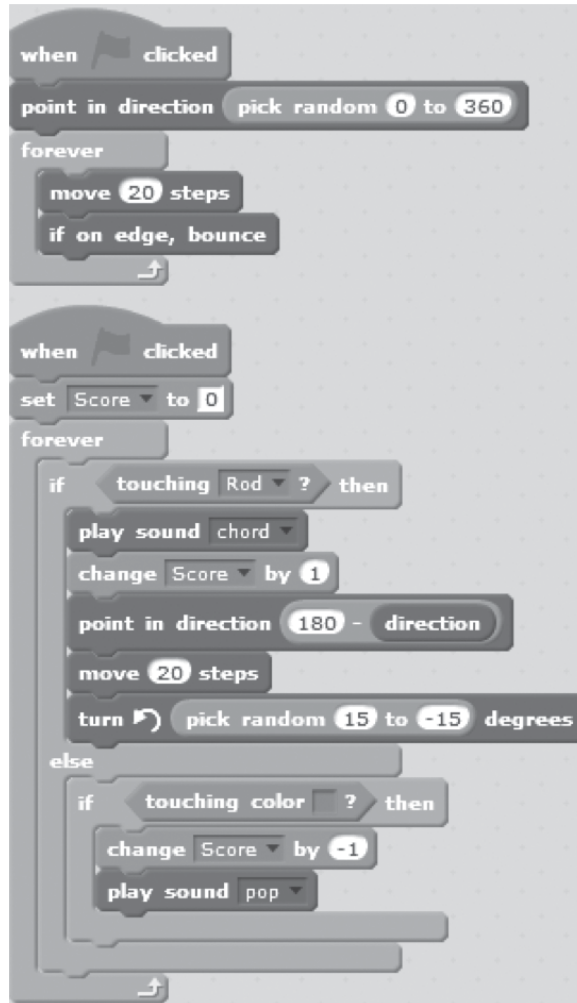 when clicked
point in direction pick random 0 to 360
forever
move 20 steps
if on edge, bounce
when clicked
set Score to 0
forever
if touching Rod ? then
play sound chord
change Score by 1
point in direction 180 - direction
move 20 steps
turn pick random 15 to -15 degrees
else
if touching color ? then
change Score by -1
play sound pop